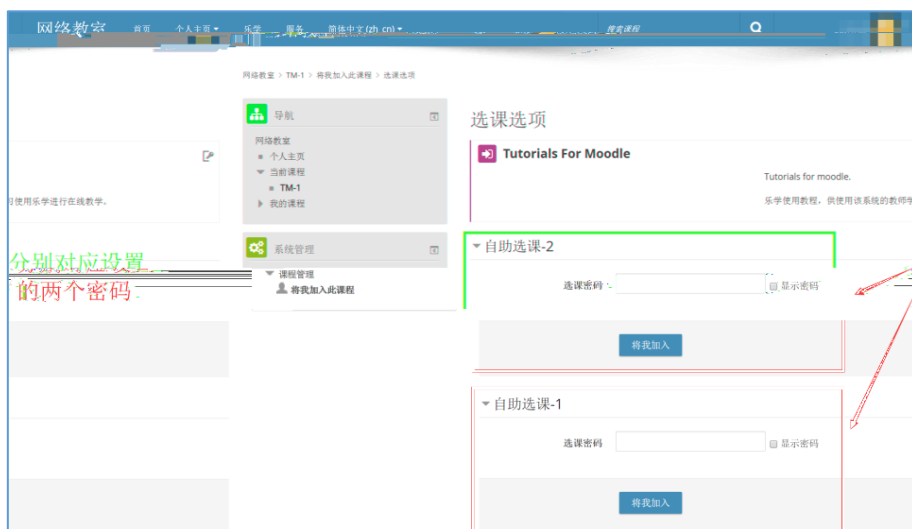 网络教室 首页 个人主页 乐学 服务 简体中文(zh_cn) 搜索课程
网络教室 > TM-1 > 将我加入此课程 > 选课选项
导航
网络教室
个人主页
当前课程
TM-1
我的课程
系统管理
课程管理
将我加入此课程
使用乐学进行在线教学。
分别对应设置
的两个密码
选课选项
Tutorials For Moodle
Tutorials for moodle.
乐学使用教程，供使用该系统的教师学
自助选课-2
选课密码 显示密码
将我加入
自助选课-1
选课密码 显示密码
将我加入